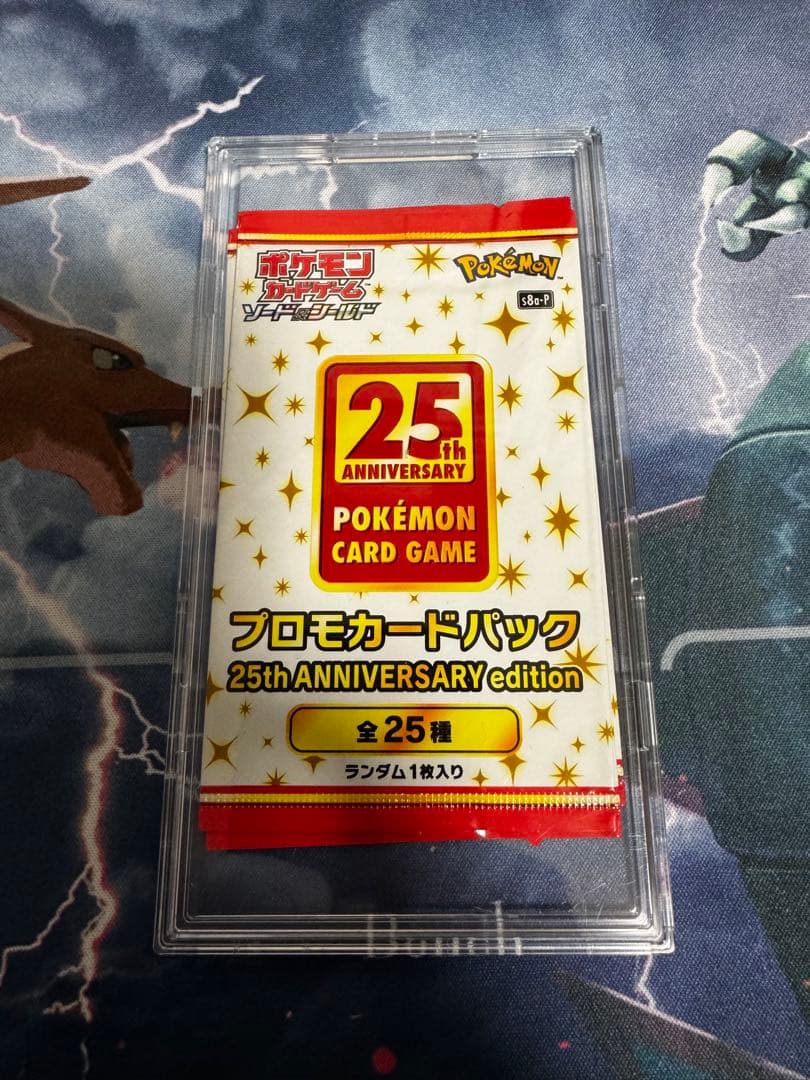 ポケモン
カードゲーム
ソード&シールド
POKÉMON
s8a-P
25th
ANNIVERSARY
POKÉMON
CARD GAME
プロモカードパック
25th ANNIVERSARY edition
全25種
ランダム1枚入り